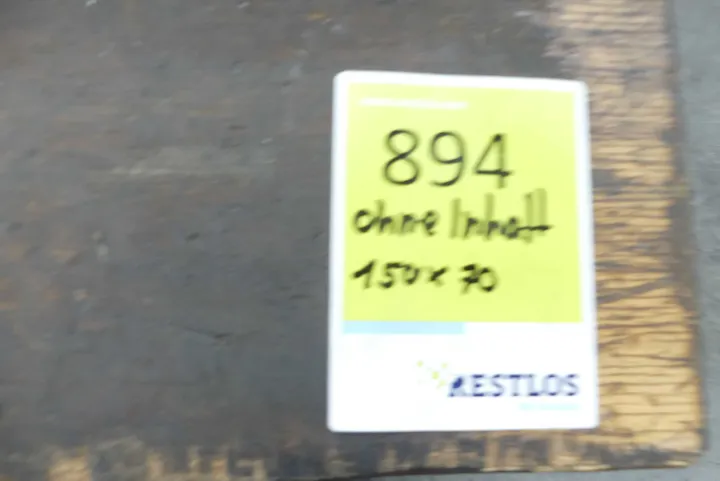 894
ohne Inhalt
150x70
RESTLOS